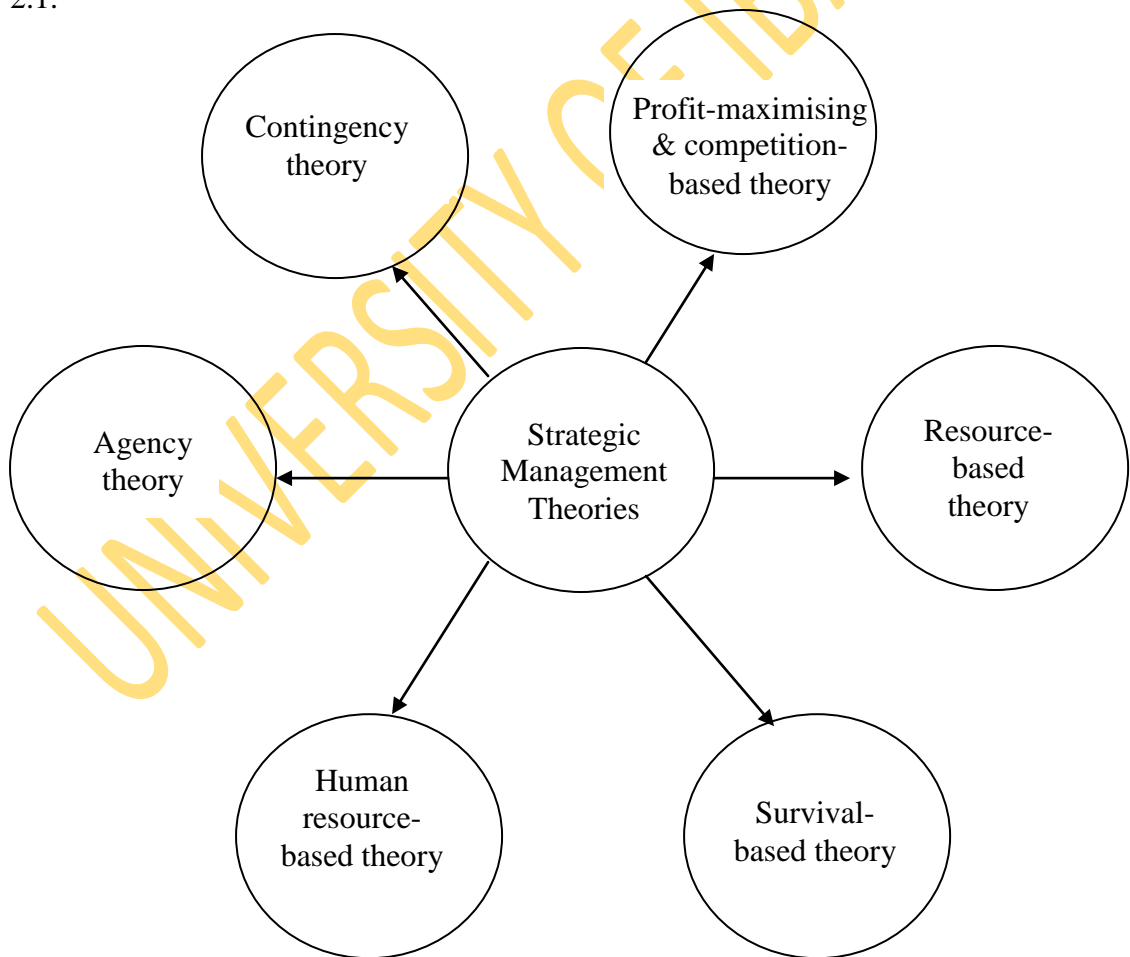 2.1.
Contingency
theory
Profit-maximising
& competition-
based theory
Agency
theory
Strategic
Management
Theories
Resource-
based
theory
Human
resource-
based theory
Survival-
based theory
UNIVERSITY OF